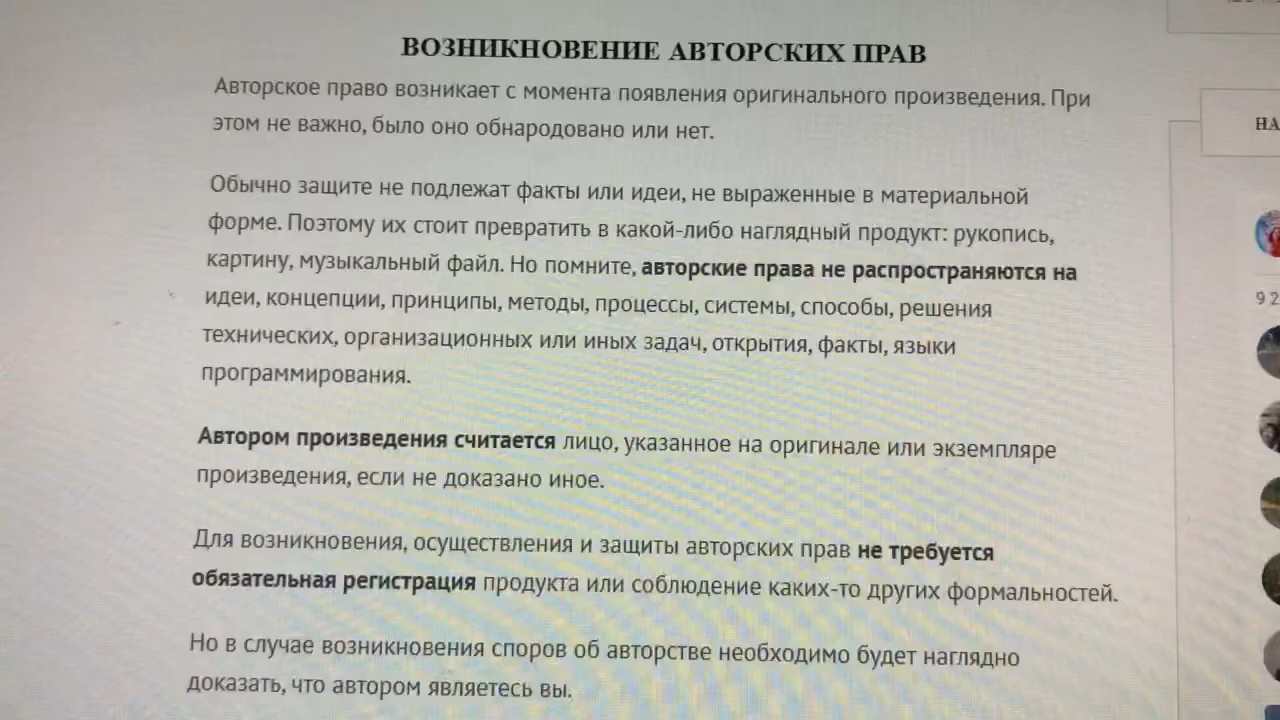 ВОЗНИКНОВЕНИЕ АВТОРСКИХ ПРАВ
Авторское право возникает с момента появления оригинального произведения. При
этом не важно, было оно обнародовано или нет.
Обычно защите не подлежат факты или идеи, не выраженные в материальной
форме. Поэтому их стоит превратить в какой-либо наглядный продукт: рукопись,
картину, музыкальный файл. Но помните, авторские права не распространяются на
идеи, концепции, принципы, методы, процессы, системы, способы, решения
технических, организационных или иных задач, открытия, факты, языки
программирования.
Автором произведения считается лицо, указанное на оригинале или экземпляре
произведения, если не доказано иное.
Для возникновения, осуществления и защиты авторских прав не требуется
обязательная регистрация продукта или соблюдение каких-то других формальностей.
Но в случае возникновения споров об авторстве необходимо будет наглядно
доказать, что автором являетесь вы.
НА
9 2